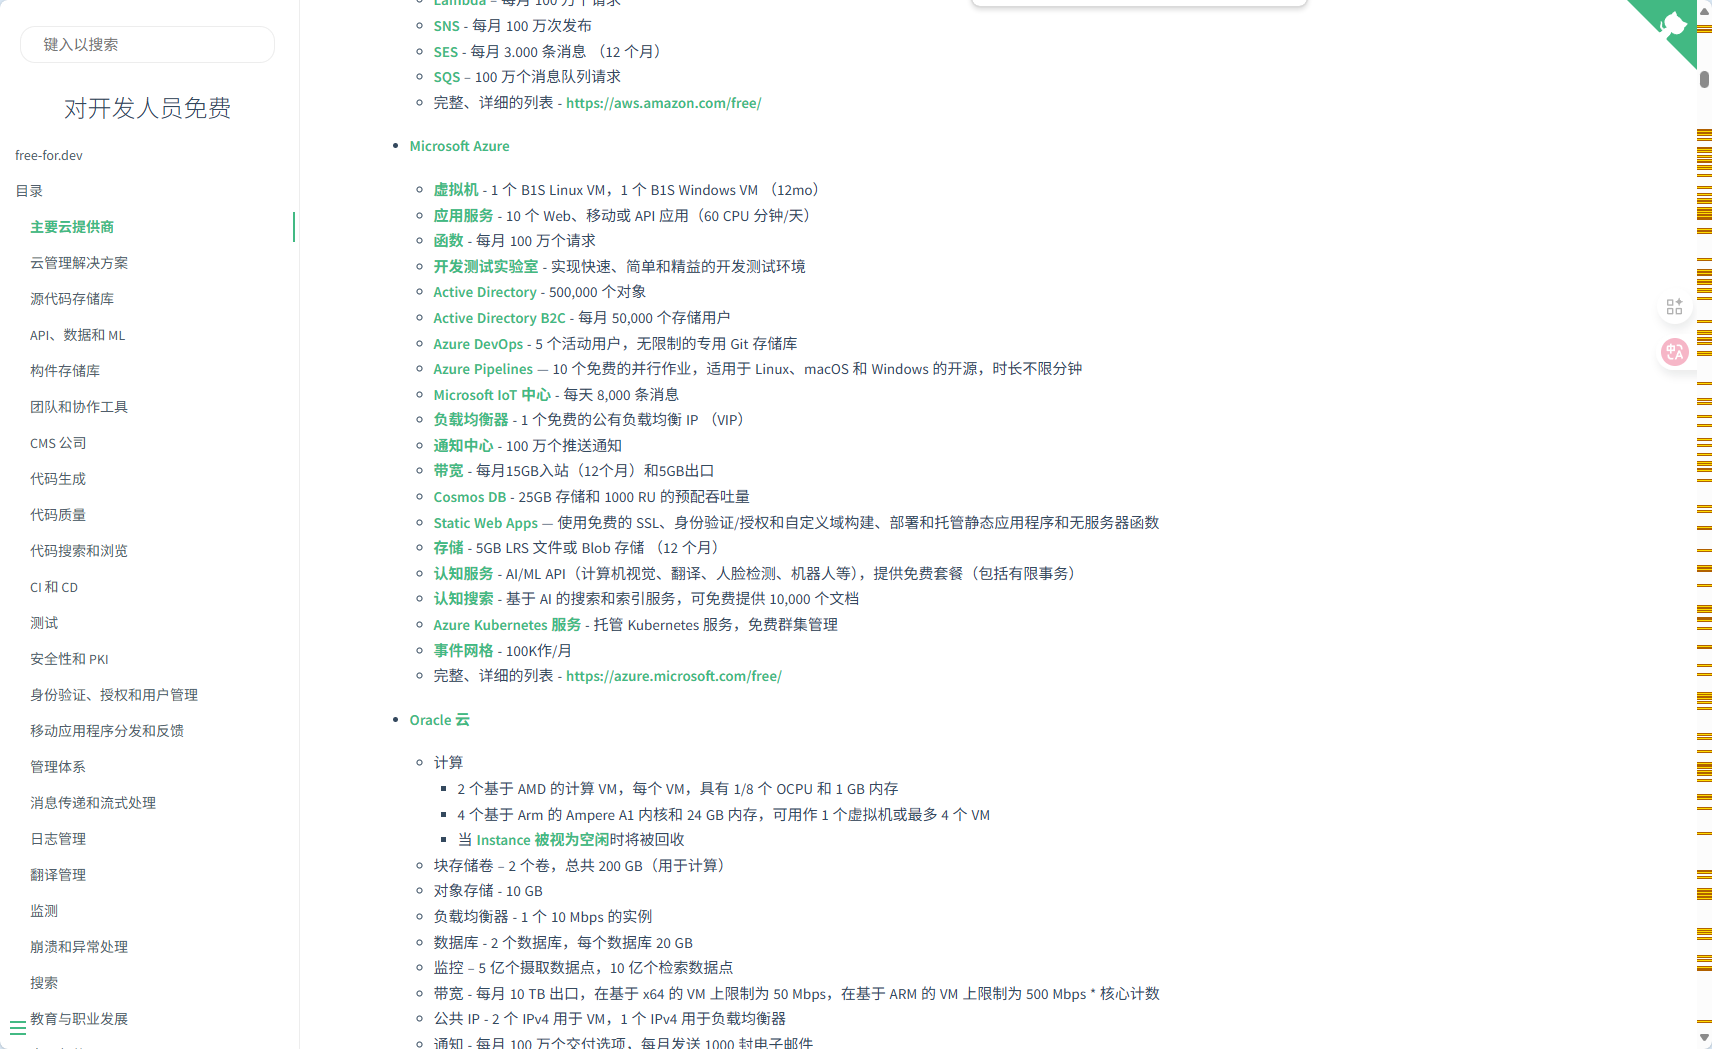 键入以搜索
对开发人员免费
free-for.dev
目录
主要云提供商
云管理解决方案
源代码存储库
API、数据和 ML
构件存储库
团队和协作工具
CMS 公司
代码生成
代码质量
代码搜索和浏览
CI 和 CD
测试
安全性和 PKI
身份验证、授权和用户管理
移动应用程序分发和反馈
管理体系
消息传递和流式处理
日志管理
翻译管理
监测
崩溃和异常处理
搜索
教育与职业发展
Lambda – 每月 100 万个请求
SNS - 每月 100 万次发布
SES - 每月 3.000 条消息 （12 个月）
SQS – 100 万个消息队列请求
完整、详细的列表 - https://aws.amazon.com/free/
Microsoft Azure
虚拟机 - 1 个 B1S Linux VM，1 个 B1S Windows VM （12mo）
应用服务 - 10 个 Web、移动或 API 应用（60 CPU 分钟/天）
函数 - 每月 100 万个请求
开发测试实验室 - 实现快速、简单和精益的开发测试环境
Active Directory - 500,000 个对象
Active Directory B2C - 每月 50,000 个存储用户
Azure DevOps - 5 个活动用户，无限制的专用 Git 存储库
Azure Pipelines — 10 个免费的并行作业，适用于 Linux、macOS 和 Windows 的开源，时长不限分钟
Microsoft IoT 中心 - 每天 8,000 条消息
负载均衡器 - 1 个免费的公有负载均衡 IP （VIP）
通知中心 - 100 万个推送通知
带宽 - 每月15GB入站（12个月）和5GB出口
Cosmos DB - 25GB 存储和 1000 RU 的预配吞吐量
Static Web Apps — 使用免费的 SSL、身份验证/授权和自定义域构建、部署和托管静态应用程序和无服务器函数
存储 - 5GB LRS 文件或 Blob 存储 （12 个月）
认知服务 - AI/ML API（计算机视觉、翻译、人脸检测、机器人等），提供免费套餐（包括有限事务）
认知搜索 - 基于 AI 的搜索和索引服务，可免费提供 10,000 个文档
Azure Kubernetes 服务 - 托管 Kubernetes 服务，免费群集管理
事件网格 - 100K作/月
完整、详细的列表 - https://azure.microsoft.com/free/
Oracle 云
计算
2 个基于 AMD 的计算 VM，每个 VM，具有 1/8 个 OCPU 和 1 GB 内存
4 个基于 Arm 的 Ampere A1 内核和 24 GB 内存，可用作 1 个虚拟机或最多 4 个 VM
当 Instance 被视为空闲时将被回收
块存储卷 – 2 个卷，总共 200 GB（用于计算）
对象存储 - 10 GB
负载均衡器 - 1 个 10 Mbps 的实例
数据库 - 2 个数据库，每个数据库 20 GB
监控 – 5 亿个摄取数据点，10 亿个检索数据点
带宽 - 每月 10 TB 出口，在基于 x64 的 VM 上限制为 50 Mbps，在基于 ARM 的 VM 上限制为 500 Mbps * 核心计数
公共 IP - 2 个 IPv4 用于 VM，1 个 IPv4 用于负载均衡器
通知 - 每月 100 万个交付选项，每月发送 1000 封电子邮件